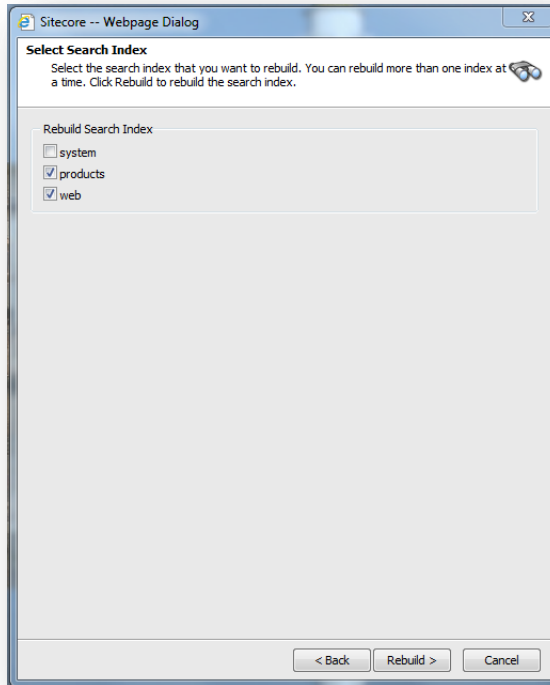 Sitecore -- Webpage Dialog
Select Search Index
Select the search index that you want to rebuild. You can rebuild more than one index at
a time. Click Rebuild to rebuild the search index.
Rebuild Search Index
system
products
web
< Back Rebuild > Cancel